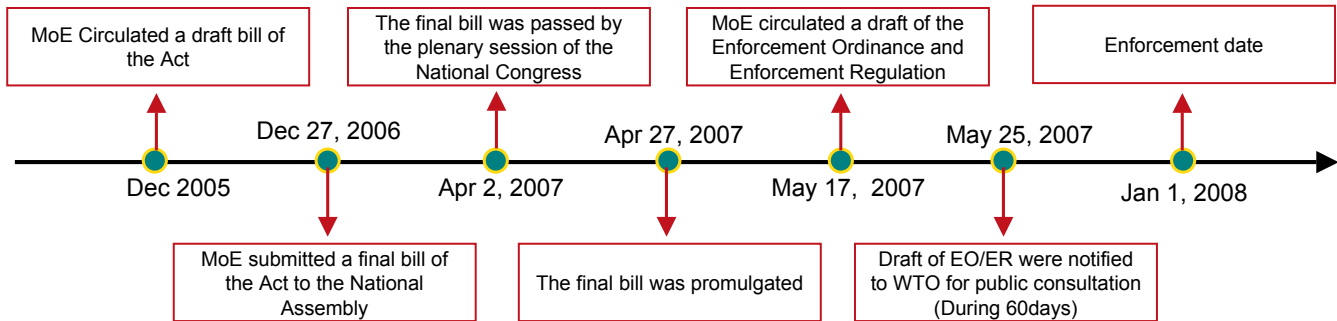 MoE Circulated a draft bill of
the Act
The final bill was passed by
the plenary session of the
National Congress
MoE circulated a draft of the
Enforcement Ordinance and
Enforcement Regulation
Enforcement date
Dec 27, 2006
Apr 27, 2007
May 25, 2007
Dec 2005
Apr 2, 2007
May 17,  2007
Jan 1, 2008
MoE submitted a final bill of
the Act to the National
Assembly
The final bill was promulgated
Draft of EO/ER were notified
to WTO for public consultation
(During 60days)